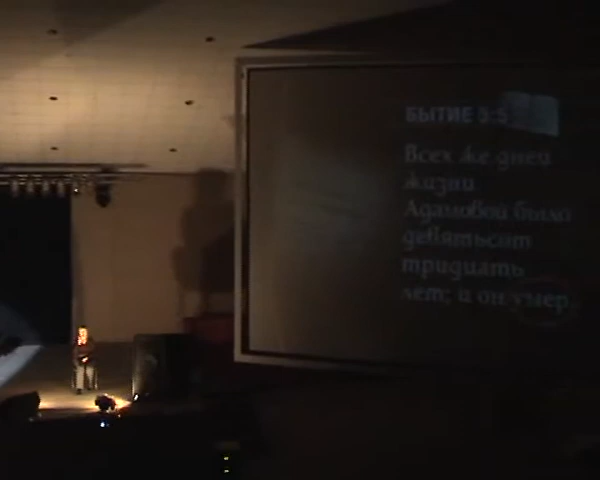 БЫТИЕ 5:5
Всех же дней
жизни
Адамовой было
девятьсот
тридцать
лет; и он умер.